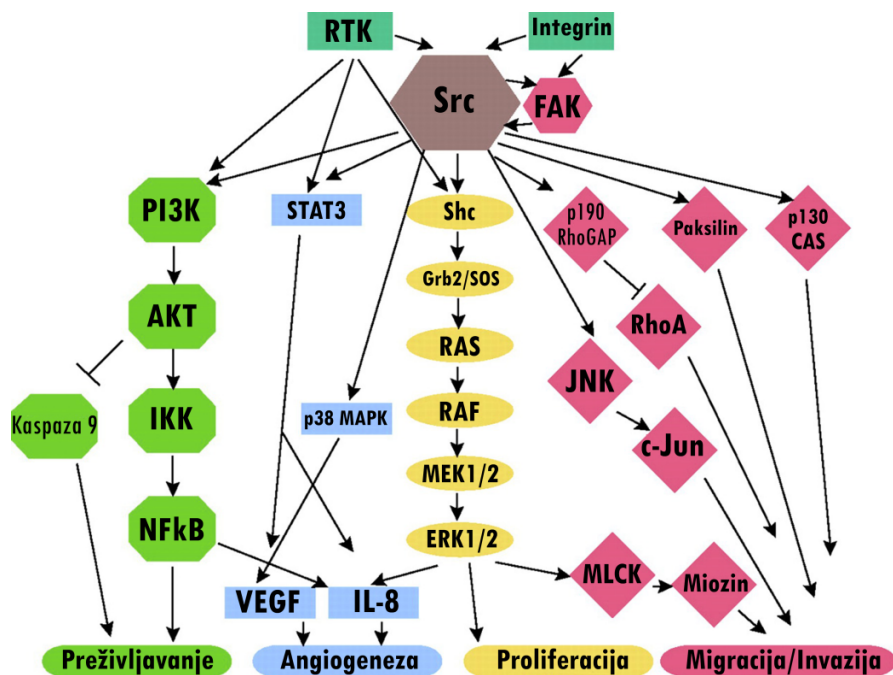 RTK
Integrin
Src
FAK
PI3K
STAT3
Shc
p190
RhoGAP
Paksilin
p130
CAS
Grb2/SOS
AKT
RhoA
RAS
JNK
Kaspaza 9
IKK
p38 MAPK
RAF
c-Jun
MEK1/2
NFkB
ERK1/2
MLCK
Miozin
VEGF
IL-8
Preživljavanje
Angiogeneza
Proliferacija
Migracija/Invazija